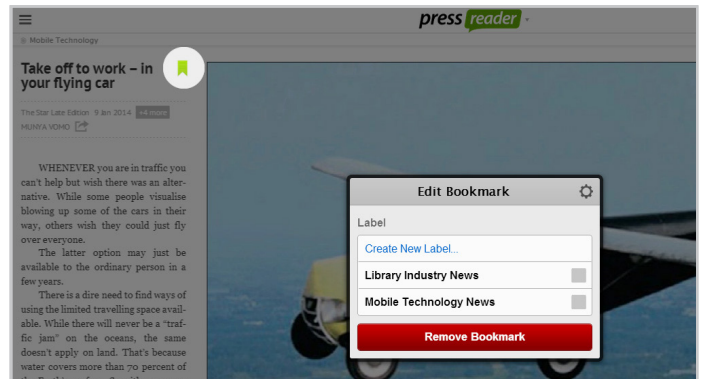 press reader
Mobile Technology
Take off to work – in
your flying car
The Star Late Edition 9 Jan 2014 +4 more
MUNYA VOMO
WHENEVER you are in traffic you
can't help but wish there was an alter-
native. While some people visualise
blowing up some of the cars in their
way, others wish they could just fly
over everyone.
The latter option may just be
available to the ordinary person in a
few years.
There is a dire need to find ways of
using the limited travelling space avail-
able. While there will never be a "traf-
fic jam" on the oceans, the same
doesn't apply on land. That's because
water covers more than 70 percent of
Edit Bookmark
Label
Create New Label...
Library Industry News
Mobile Technology News
Remove Bookmark